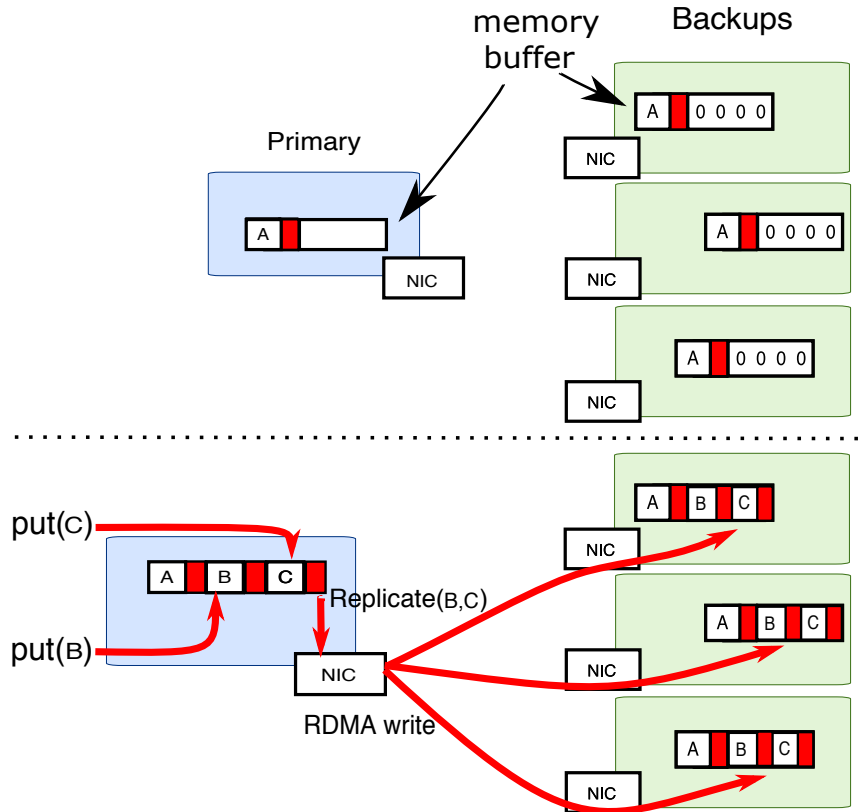 memory
buffer
Backups
Primary
A 0 0 0 0
NIC
A
NIC
A 0 0 0 0
NIC
A 0 0 0 0
NIC
put(C)
A B C
put(B)
Replicate(B,C)
NIC
RDMA write
A B C
NIC
A B C
NIC
A B C
NIC